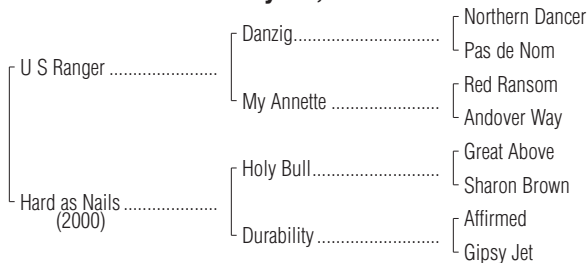 Northern Dancer
Danzig
Pas de Nom
U S Ranger
Red Ransom
My Annette
Andover Way
Great Above
Holy Bull
Sharon Brown
Hard as Nails
(2000)
Affirmed
Durability
Gipsy Jet